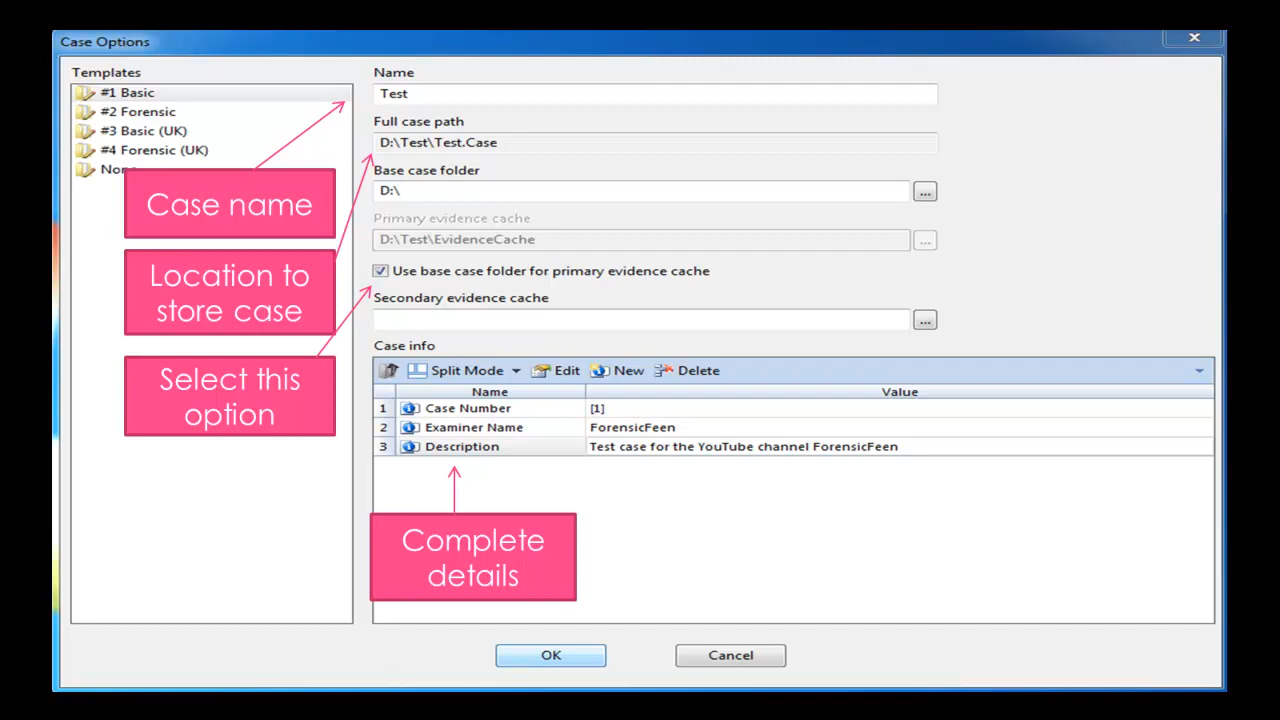 Case Options
Templates
#1 Basic
#2 Forensic
#3 Basic (UK)
#4 Forensic (UK)
Case name
Location to
store case
Select this
option
Name
Test
Full case path
D:\Test\Test.Case
Base case folder
D:\
...
Primary evidence cache
D:\Test\EvidenceCache
...
Use base case folder for primary evidence cache
Secondary evidence cache
...
Case info
Split Mode Edit New Delete
Name Value
1 Case Number [1]
2 Examiner Name ForensicFeen
3 Description Test case for the YouTube channel ForensicFeen
Complete
details
OK Cancel